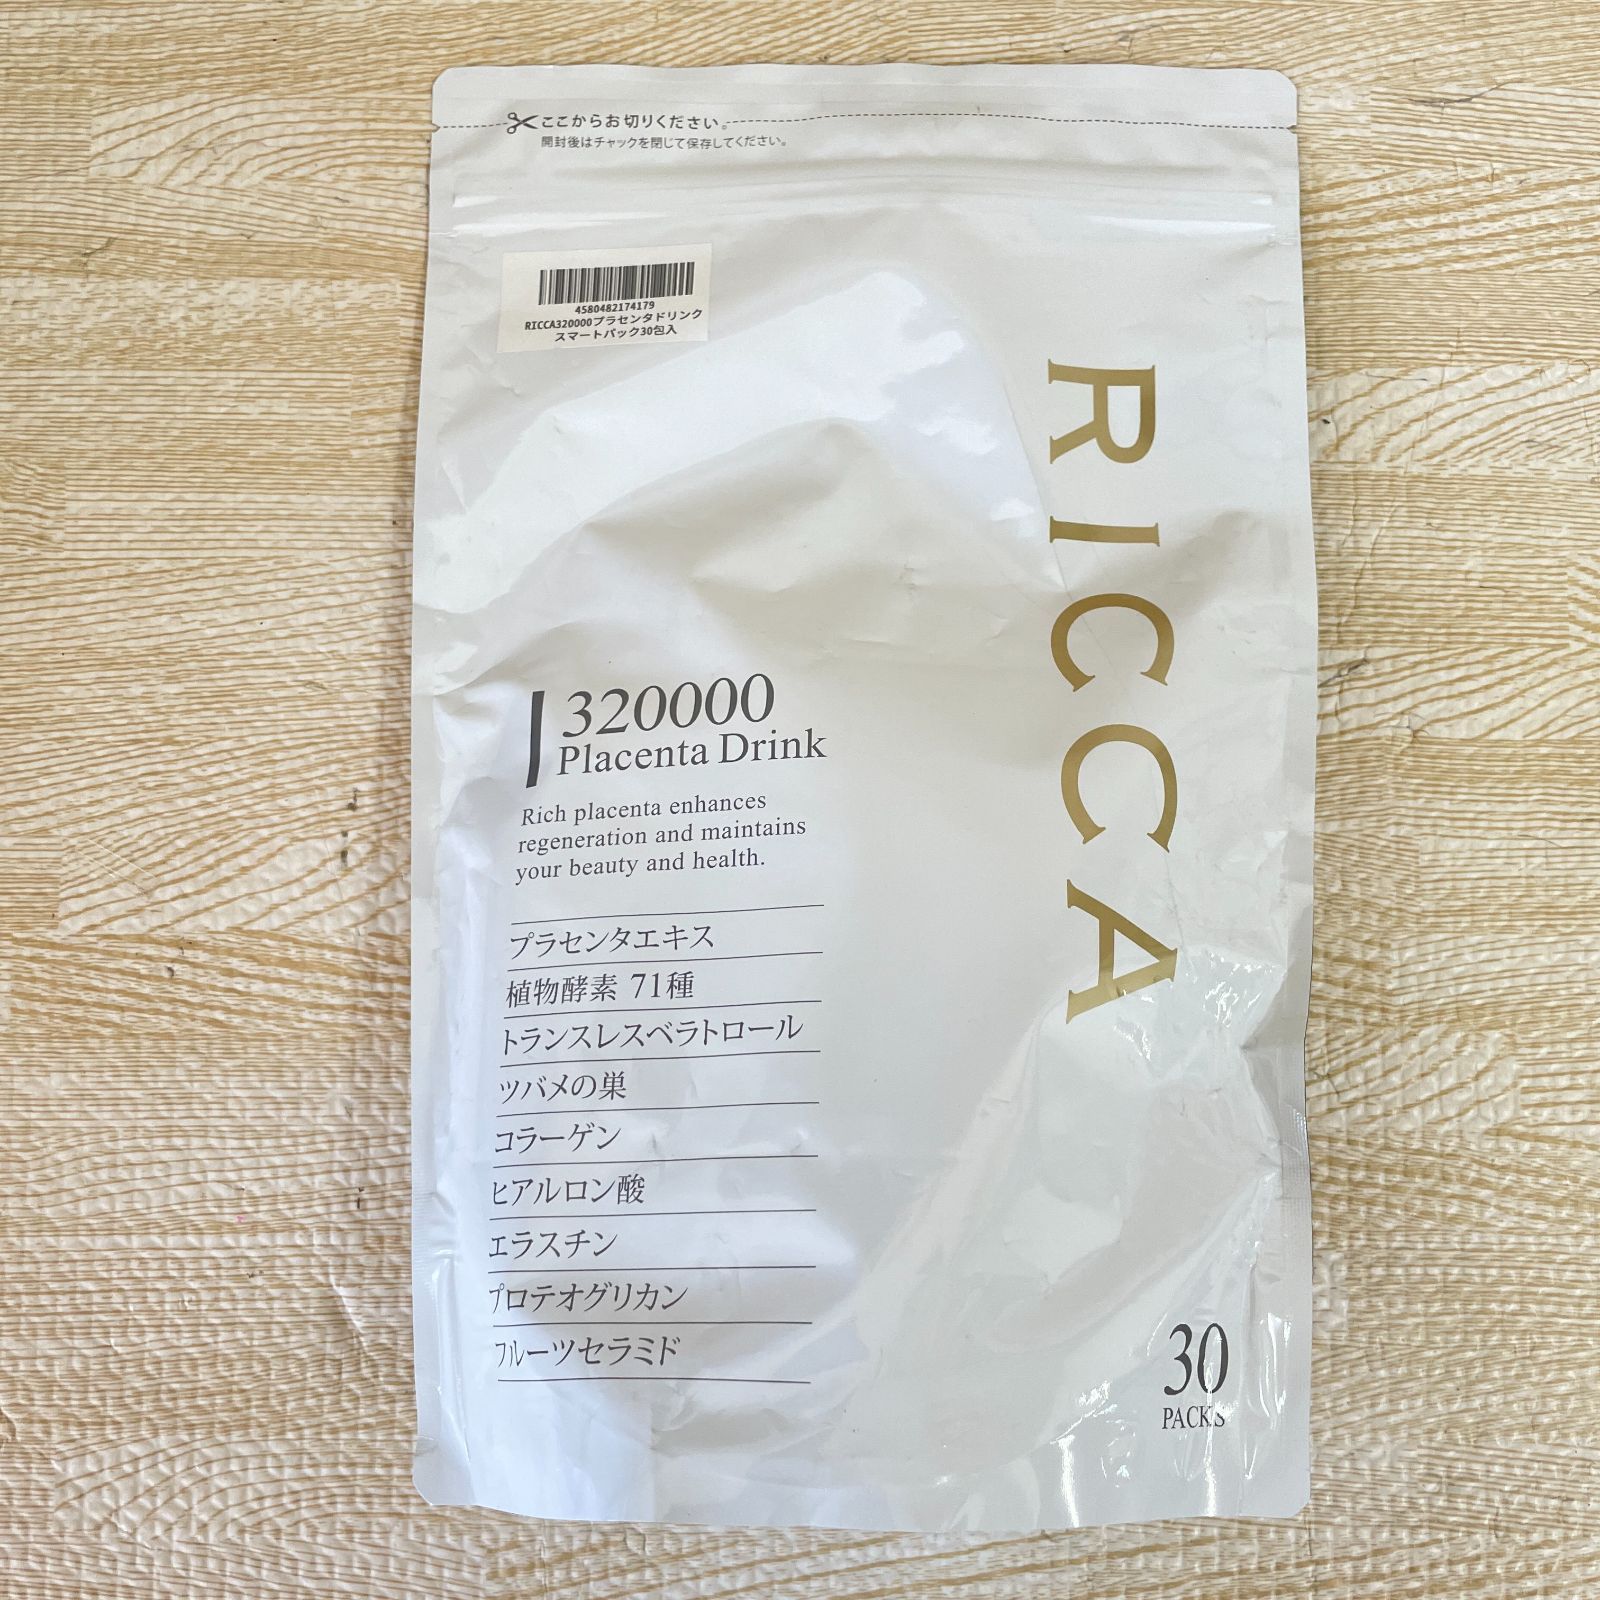 ここからお切りください。
開封後はチャックを閉じて保存してください。
4580482174179
RICCA320000プラセンタドリンク
スマートパック30包入
RICCA
320000
Placenta Drink
Rich placenta enhances
regeneration and maintains
your beauty and health.
プラセンタエキス
植物酵素 71種
トランスレスベラトロール
ツバメの巣
コラーゲン
ヒアルロン酸
エラスチン
プロテオグリカン
フルーツセラミド
30
PACKS